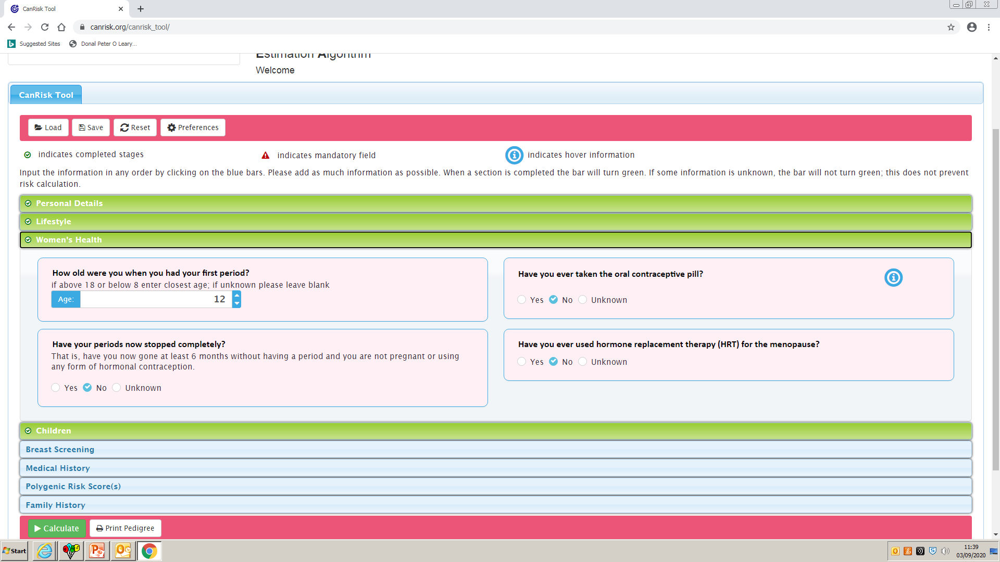 CanRisk Tool
canrisk.org/canrisk_tool/
Suggested Sites
Donal Peter O Leary...
Estimation Algorithm
Welcome
CanRisk Tool
Load Save Reset Preferences
indicates completed stages indicates mandatory field indicates hover information
Input the information in any order by clicking on the blue bars. Please add as much information as possible. When a section is completed the bar will turn green. If some information is unknown, the bar will not turn green; this does not prevent
risk calculation.
Personal Details
Lifestyle
Women's Health
How old were you when you had your first period?
if above 18 or below 8 enter closest age; if unknown please leave blank
Age: 12
Have you ever taken the oral contraceptive pill?
Yes No Unknown
Have your periods now stopped completely?
That is, have you now gone at least 6 months without having a period and you are not pregnant or using
any form of hormonal contraception.
Yes No Unknown
Have you ever used hormone replacement therapy (HRT) for the menopause?
Yes No Unknown
Children
Breast Screening
Medical History
Polygenic Risk Score(s)
Family History
Calculate Print Pedigree
Start
11:39
03/09/2020